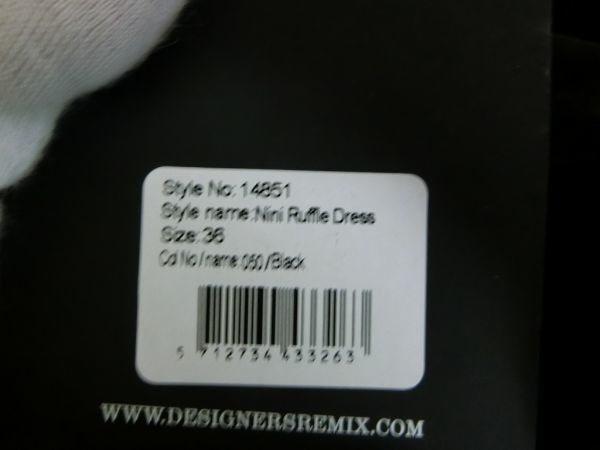 Style No: 14851
Style name: Nini Ruffle Dress
Size: 36
Col No/name: 050/Black
5 712734 433263
WWW.DESIGNERSREMIX.COM